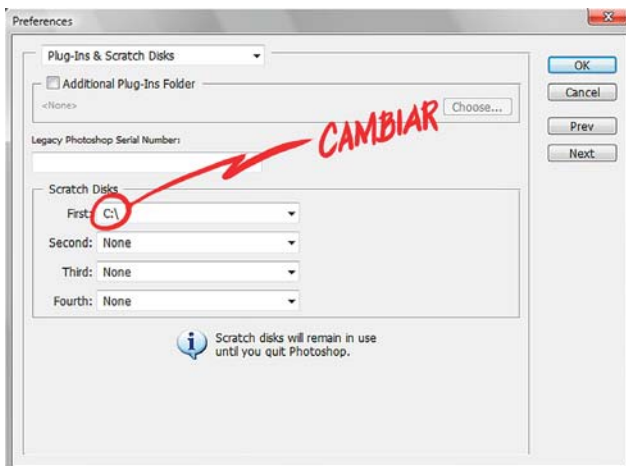 Preferences
Plug-Ins & Scratch Disks
OK
Additional Plug-Ins Folder
Cancel
<None>
Choose...
CAMBIAR
Prev
Legacy Photoshop Serial Number:
Next
Scratch Disks
First: C:\
Second: None
Third: None
Fourth: None
Scratch disks will remain in use
until you quit Photoshop.